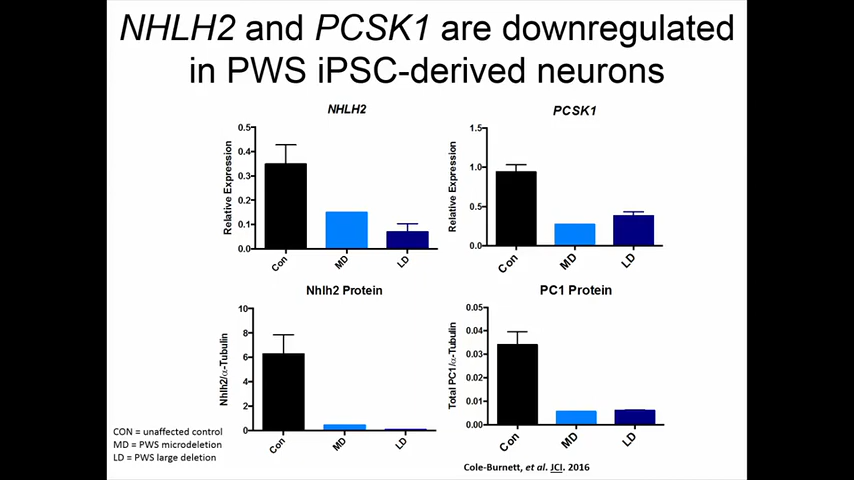 NHLH2 and PCSK1 are downregulated
in PWS iPSC-derived neurons
NHLH2
Relative Expression
0.5
0.4
0.3
0.2
0.1
0.0
Con
MD
LD
PCSK1
Relative Expression
1.5
1.0
0.5
0.0
Con
MD
LD
Nhlh2 Protein
Nhlh2/α-Tubulin
10
8
6
4
2
0
Con
MD
LD
PC1 Protein
Total PC1/α-Tubulin
0.05
0.04
0.03
0.02
0.01
0.00
Con
MD
LD
CON = unaffected control
MD = PWS microdeletion
LD = PWS large deletion
Cole-Burnett, et al. JCI. 2016